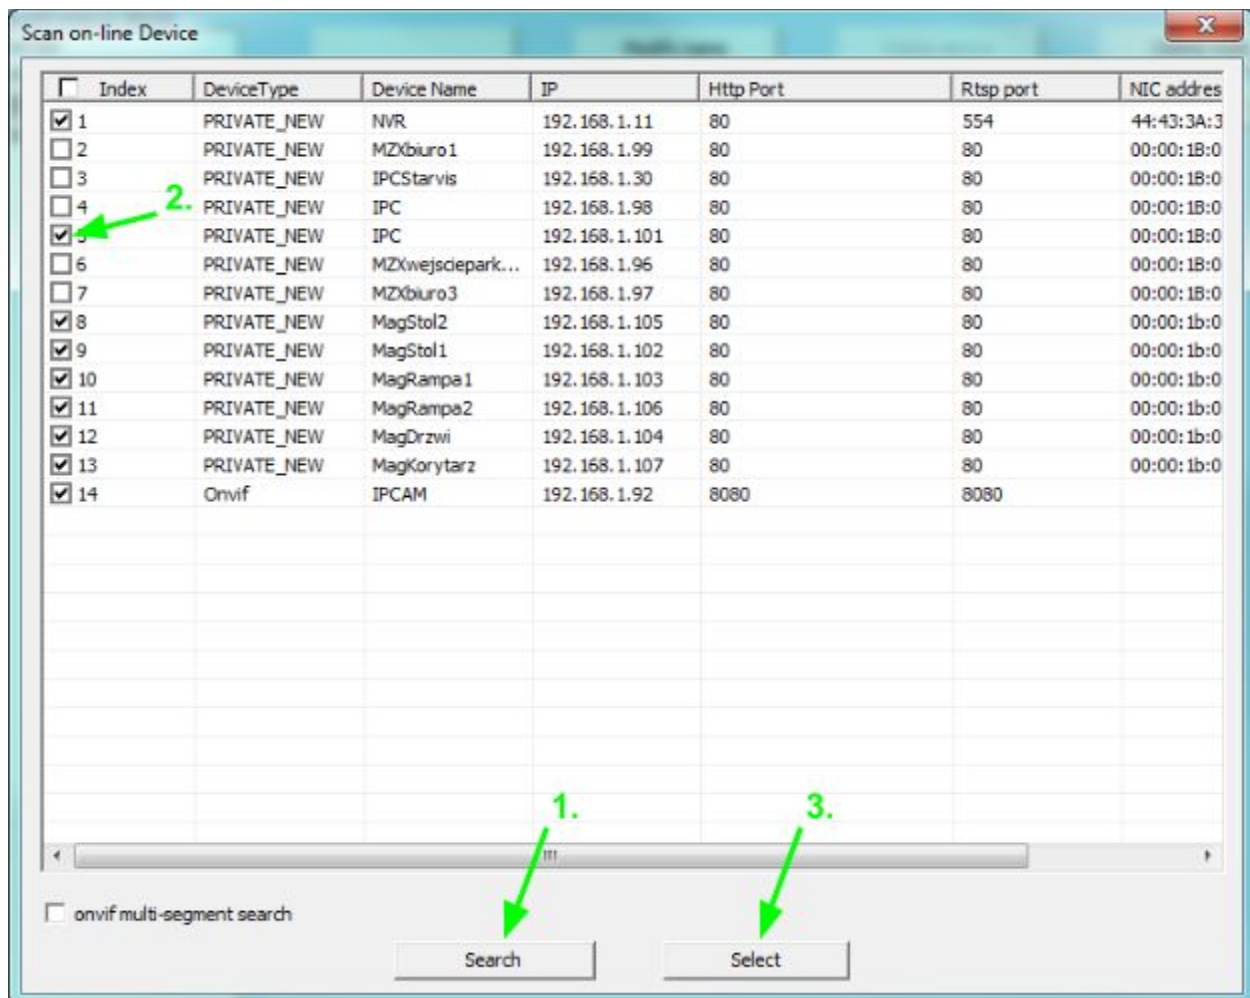 Scan on-line Device
Index DeviceType Device Name IP Http Port Rtsp port NIC addres
1 PRIVATE_NEW NVR 192.168.1.11 80 554 44:43:3A:3
2 PRIVATE_NEW MZXbiuro1 192.168.1.99 80 80 00:00:1B:0
3 PRIVATE_NEW IPCStarvis 192.168.1.30 80 80 00:00:1B:0
4 PRIVATE_NEW IPC 192.168.1.98 80 80 00:00:1B:0
2.
5 PRIVATE_NEW IPC 192.168.1.101 80 80 00:00:1B:0
6 PRIVATE_NEW MZXwejsciepark... 192.168.1.96 80 80 00:00:1B:0
7 PRIVATE_NEW MZXbiuro3 192.168.1.97 80 80 00:00:1B:0
8 PRIVATE_NEW MagStol2 192.168.1.105 80 80 00:00:1b:0
9 PRIVATE_NEW MagStol1 192.168.1.102 80 80 00:00:1b:0
10 PRIVATE_NEW MagRampa1 192.168.1.103 80 80 00:00:1b:0
11 PRIVATE_NEW MagRampa2 192.168.1.106 80 80 00:00:1b:0
12 PRIVATE_NEW MagDrzwi 192.168.1.104 80 80 00:00:1b:0
13 PRIVATE_NEW MagKorytarz 192.168.1.107 80 80 00:00:1b:0
14 Onvif IPCAM 192.168.1.92 8080 8080
1. 3.
onvif multi-segment search
Search Select